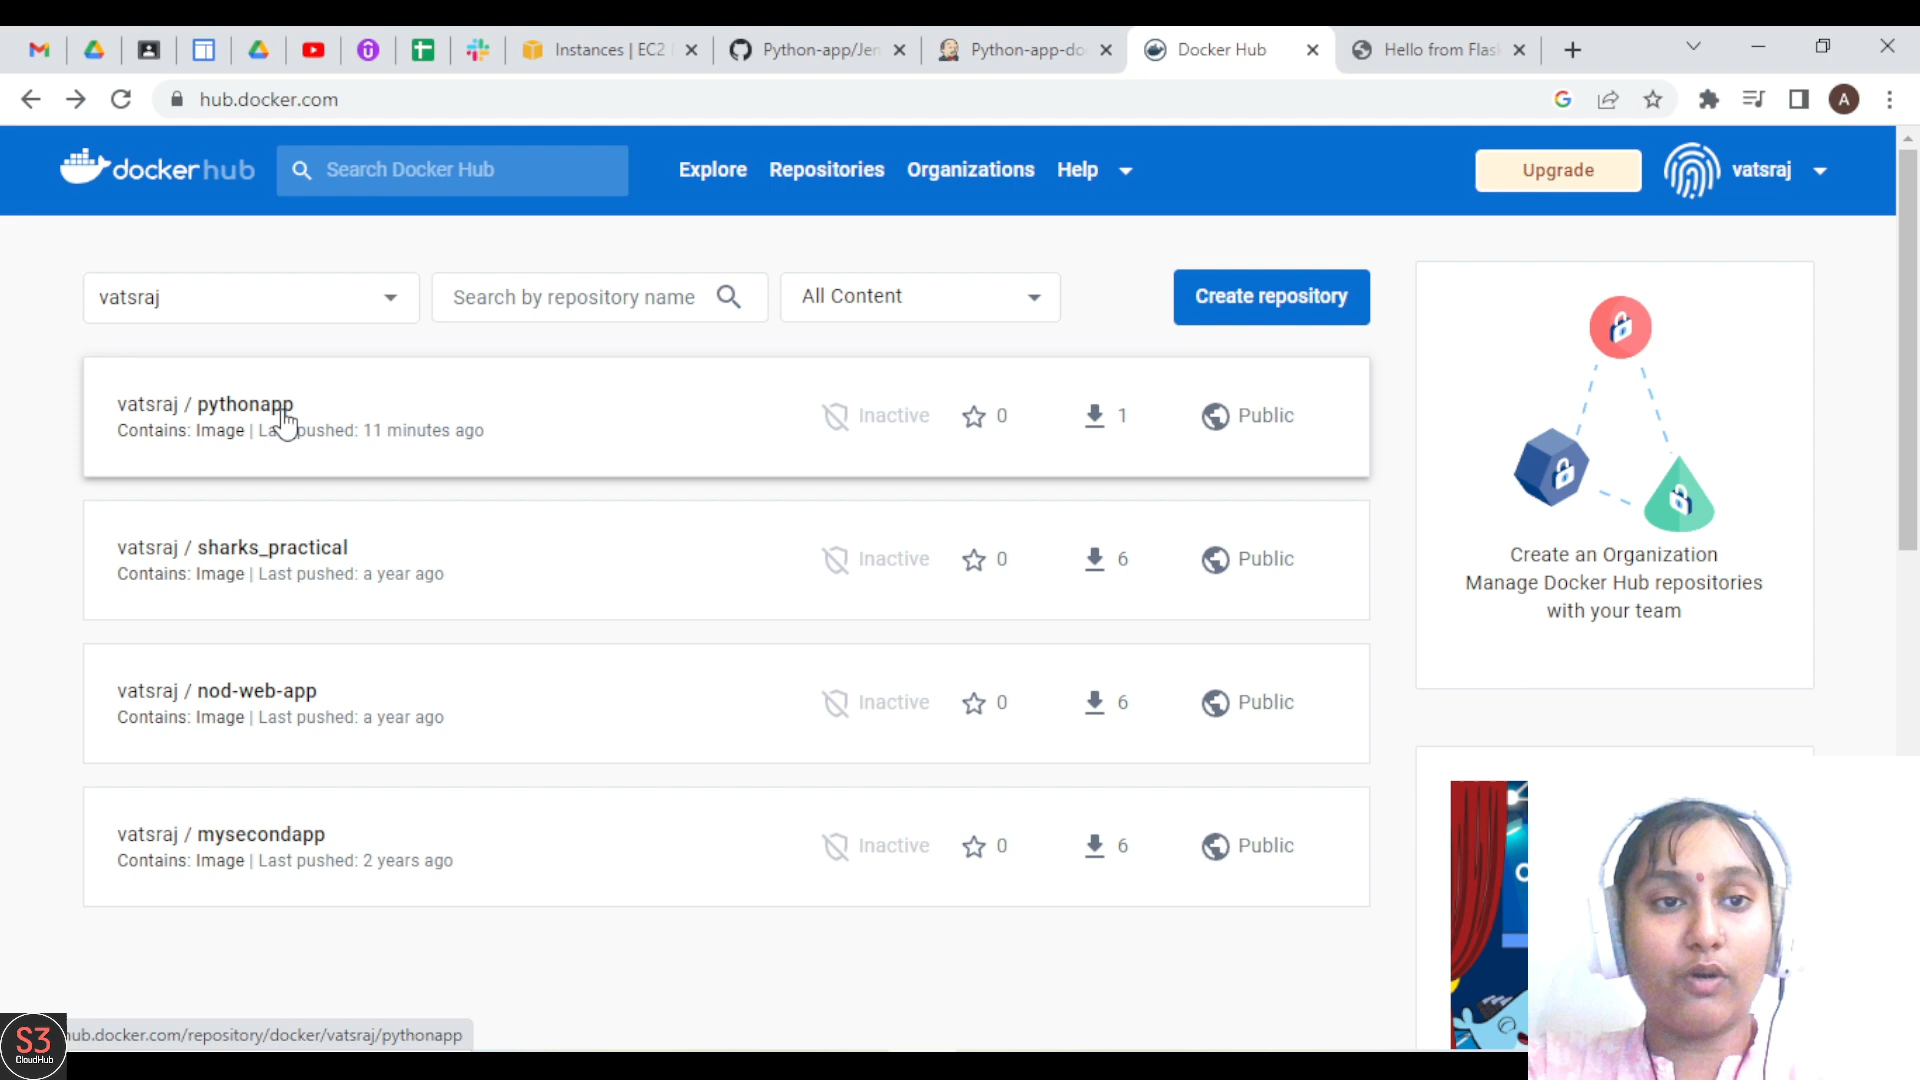 Instances | EC2
Python-app/Jen
Python-app-do
Docker Hub
Hello from Flas
hub.docker.com
A
dockerhub
Search Docker Hub
Explore
Repositories
Organizations
Help
Upgrade
vatsraj
vatsraj
Search by repository name
All Content
Create repository
vatsraj / pythonapp
Contains: Image | pushed: 11 minutes ago
Inactive
0
1
Public
vatsraj / sharks_practical
Contains: Image | Last pushed: a year ago
Inactive
0
6
Public
vatsraj / nod-web-app
Contains: Image | Last pushed: a year ago
Inactive
0
6
Public
vatsraj / mysecondapp
Contains: Image | Last pushed: 2 years ago
Inactive
0
6
Public
Create an Organization
Manage Docker Hub repositories
with your team
S3
CloudHub
hub.docker.com/repository/docker/vatsraj/pythonapp